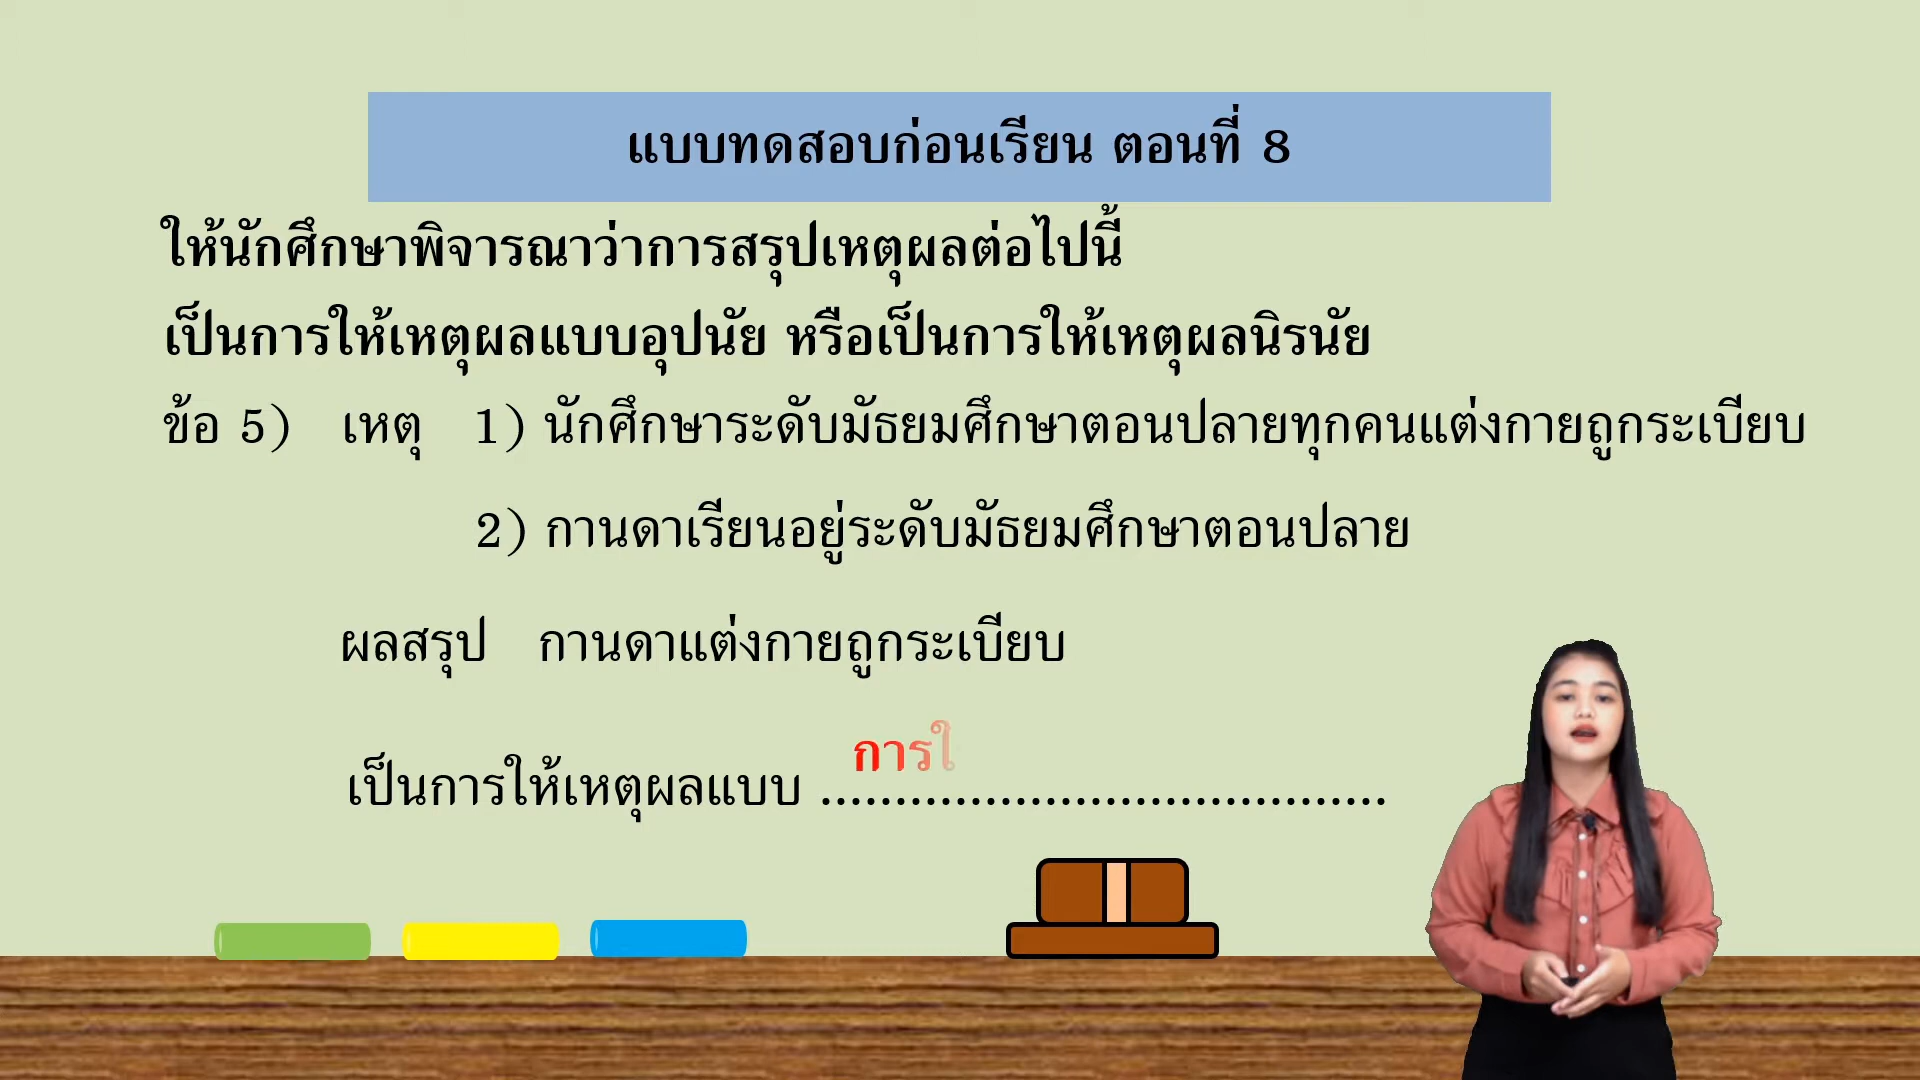 แบบทดสอบก่อนเรียน ตอนที่ 8
ให้นักศึกษาพิจารณาว่าการสรุปเหตุผลต่อไปนี้
เป็นการให้เหตุผลแบบอุปนัย หรือเป็นการให้เหตุผลนิรนัย
ข้อ 5) เหตุ 1) นักศึกษาระดับมัธยมศึกษาตอนปลายทุกคนแต่งกายถูกระเบียบ
2) กานดาเรียนอยู่ระดับมัธยมศึกษาตอนปลาย
ผลสรุป กานดาแต่งกายถูกระเบียบ
การใ
เป็นการให้เหตุผลแบบ ......................................